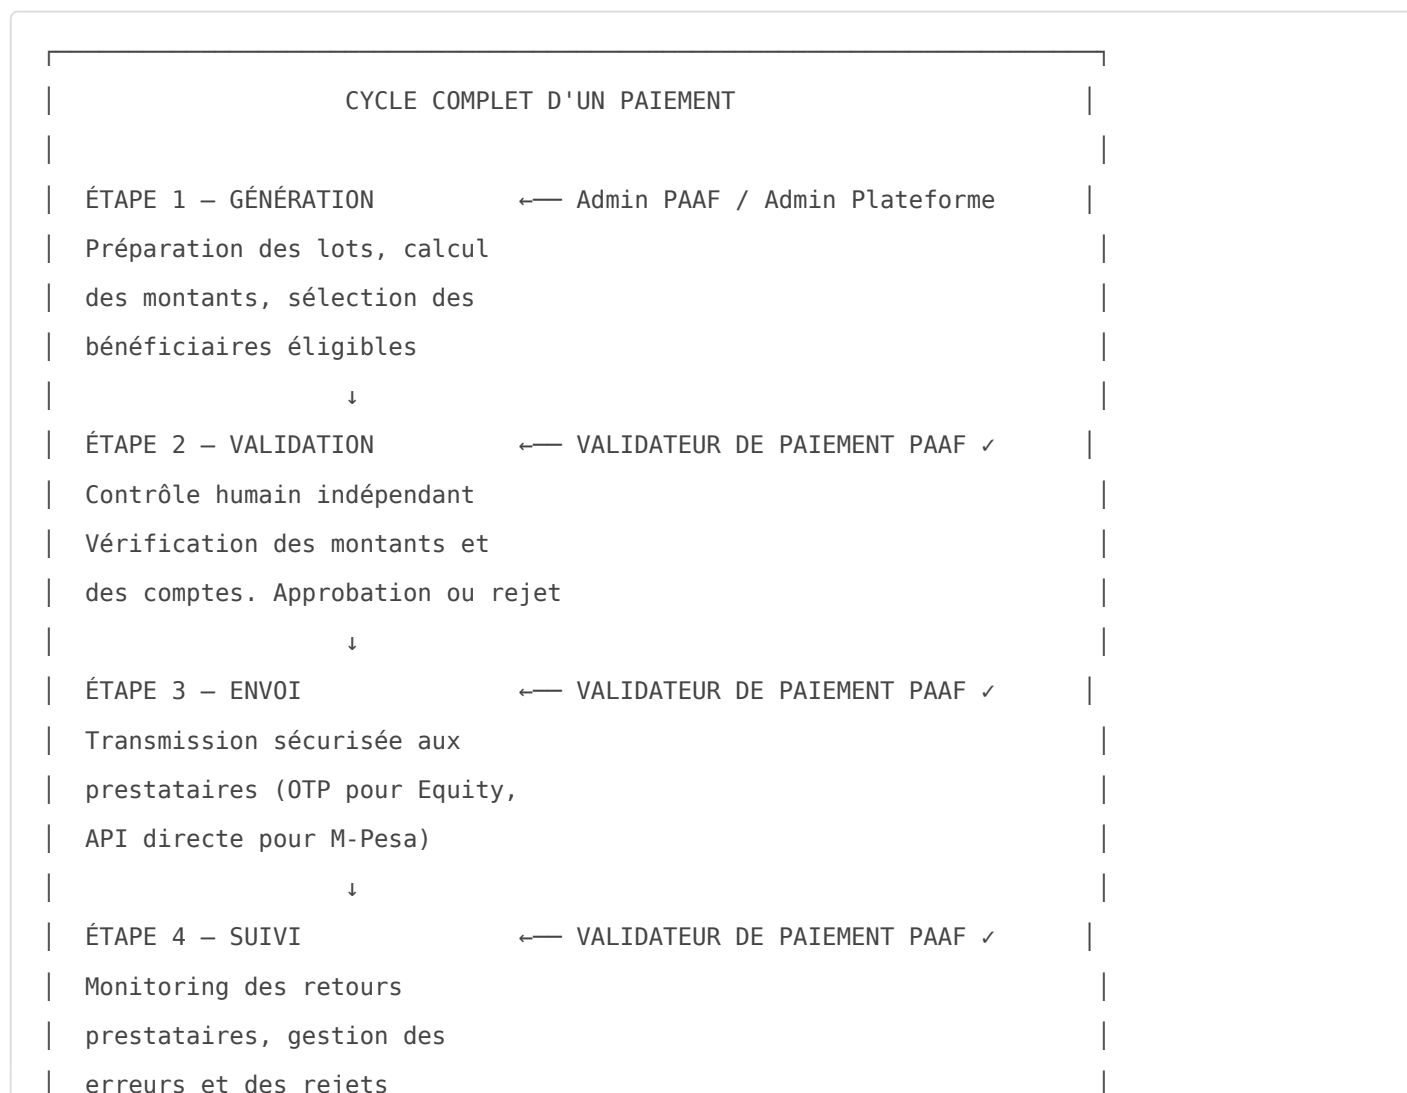 CYCLE COMPLET D'UN PAIEMENT
ÉTAPE 1 — GÉNÉRATION ←── Admin PAAF / Admin Plateforme
Préparation des lots, calcul
des montants, sélection des
bénéficiaires éligibles
↓
ÉTAPE 2 — VALIDATION ←── VALIDATEUR DE PAIEMENT PAAF ✓
Contrôle humain indépendant
Vérification des montants et
des comptes. Approbation ou rejet
↓
ÉTAPE 3 — ENVOI ←── VALIDATEUR DE PAIEMENT PAAF ✓
Transmission sécurisée aux
prestataires (OTP pour Equity,
API directe pour M-Pesa)
↓
ÉTAPE 4 — SUIVI ←── VALIDATEUR DE PAIEMENT PAAF ✓
Monitoring des retours
prestataires, gestion des
erreurs et des rejets